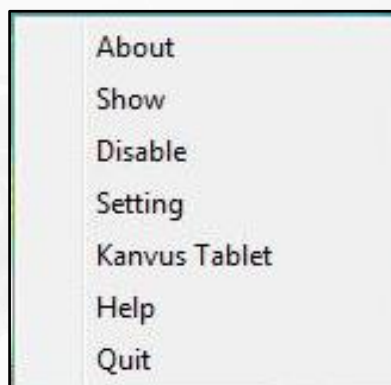 About
Show
Disable
Setting
Kanvus Tablet
Help
Quit